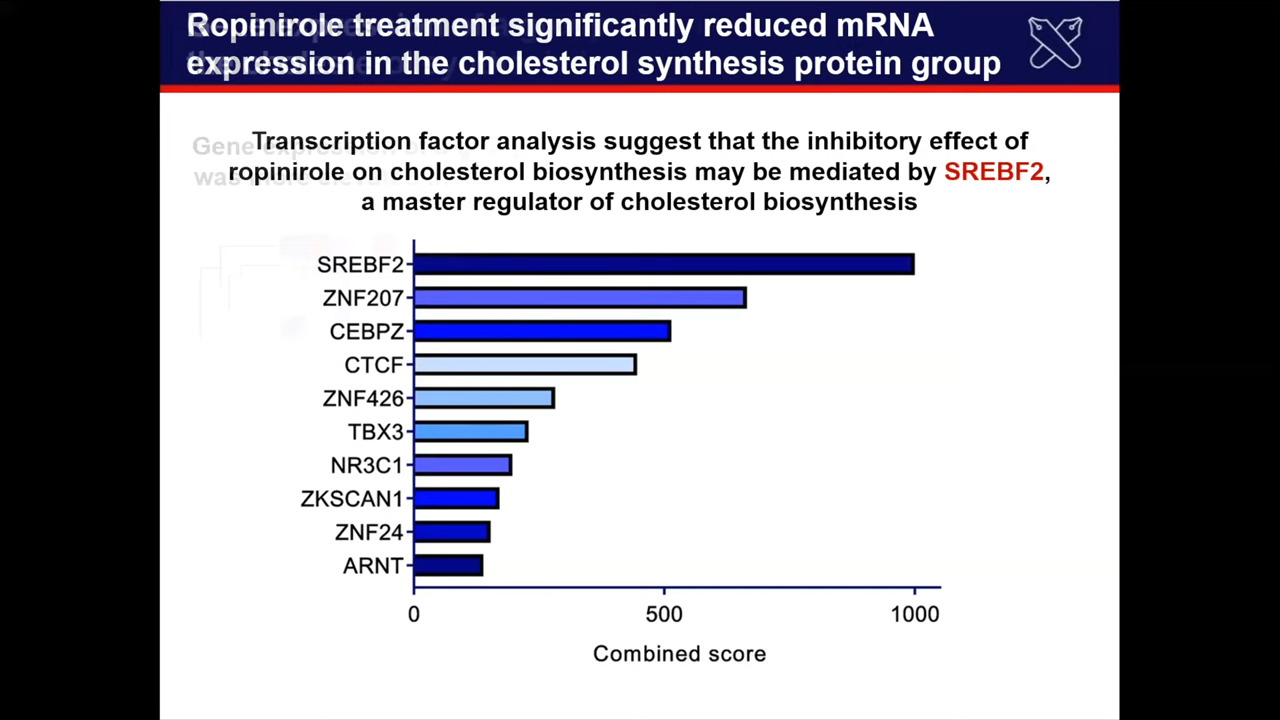 Ropinirole treatment significantly reduced mRNA
expression in the cholesterol synthesis protein group
Transcription factor analysis suggest that the inhibitory effect of
ropinirole on cholesterol biosynthesis may be mediated by SREBF2,
a master regulator of cholesterol biosynthesis
SREBF2
ZNF207
CEBPZ
CTCF
ZNF426
TBX3
NR3C1
ZKSCAN1
ZNF24
ARNT
0 500 1000
Combined score